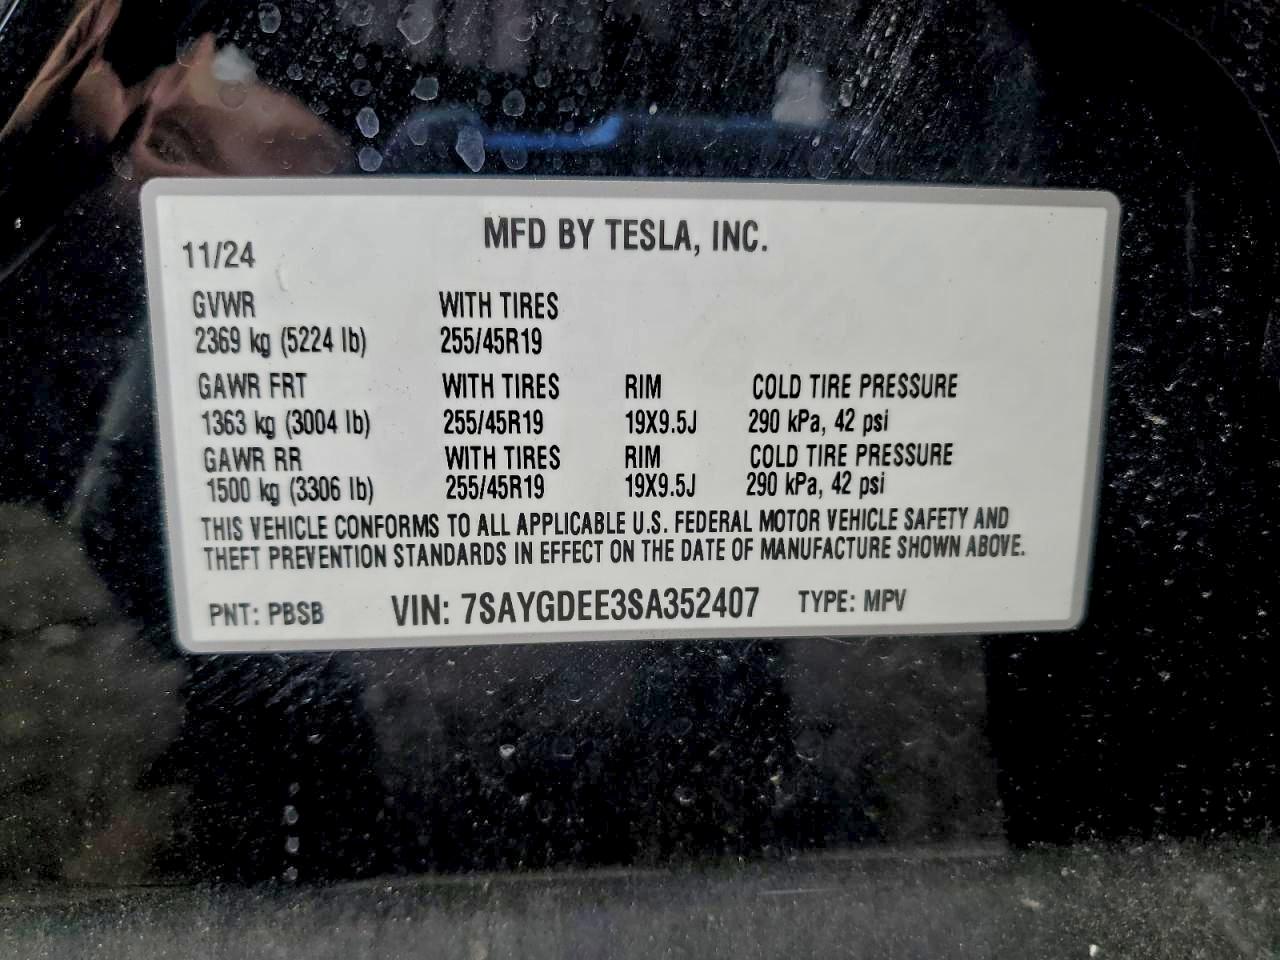 MFD BY TESLA, INC.
11/24
GVWR WITH TIRES
2369 kg (5224 lb) 255/45R19
GAWR FRT WITH TIRES RIM COLD TIRE PRESSURE
1363 kg (3004 lb) 255/45R19 19X9.5J 290 kPa, 42 psi
GAWR RR WITH TIRES RIM COLD TIRE PRESSURE
1500 kg (3306 lb) 255/45R19 19X9.5J 290 kPa, 42 psi
THIS VEHICLE CONFORMS TO ALL APPLICABLE U.S. FEDERAL MOTOR VEHICLE SAFETY AND
THEFT PREVENTION STANDARDS IN EFFECT ON THE DATE OF MANUFACTURE SHOWN ABOVE.
PNT: PBSB VIN: 7SAYGDEE3SA352407 TYPE: MPV